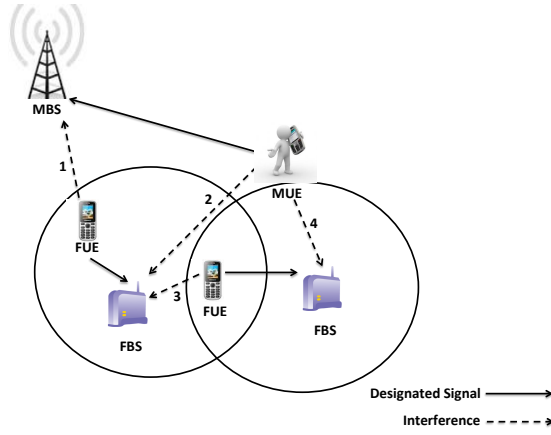 MBS
1
2
MUE
4
FUE
3
FUE
FBS
FBS
Designated Signal
Interference